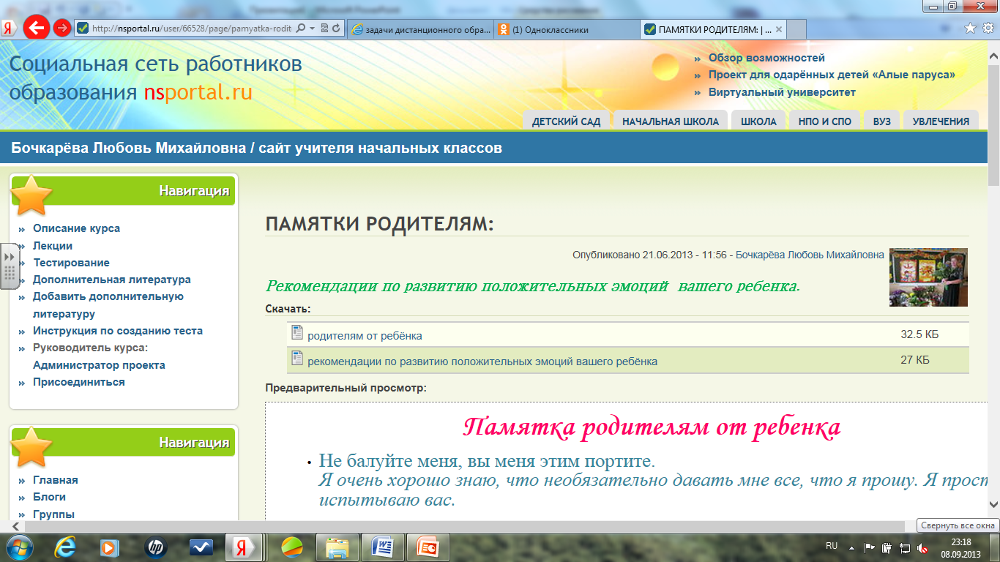 http://nsportal.ru/user/66528/page/pamyatka-rodit
задачи дистанционного обра...
(1) Одноклассники
ПАМЯТКИ РОДИТЕЛЯМ: | ...
Социальная сеть работников
образования nsportal.ru
» Обзор возможностей
» Проект для одарённых детей «Алые паруса»
» Виртуальный университет
ДЕТСКИЙ САД
НАЧАЛЬНАЯ ШКОЛА
ШКОЛА
НПО И СПО
ВУЗ
УВЛЕЧЕНИЯ
Бочкарёва Любовь Михайловна / сайт учителя начальных классов
Навигация
» Описание курса
» Лекции
» Тестирование
» Дополнительная литература
» Добавить дополнительную
литературу
» Инструкция по созданию теста
» Руководитель курса:
Администратор проекта
» Присоединиться
Навигация
» Главная
» Блоги
» Группы
ПАМЯТКИ РОДИТЕЛЯМ:
Опубликовано 21.06.2013 - 11:56 - Бочкарёва Любовь Михайловна
Рекомендации по развитию положительных эмоций вашего ребенка.
Скачать:
родителям от ребёнка 32.5 КБ
рекомендации по развитию положительных эмоций вашего ребёнка 27 КБ
Предварительный просмотр:
Памятка родителям от ребенка
• Не балуйте меня, вы меня этим портите.
Я очень хорошо знаю, что необязательно давать мне все, что я прошу. Я прост
испытываю вас.
Свернуть все окна
RU
23:18
08.09.2013